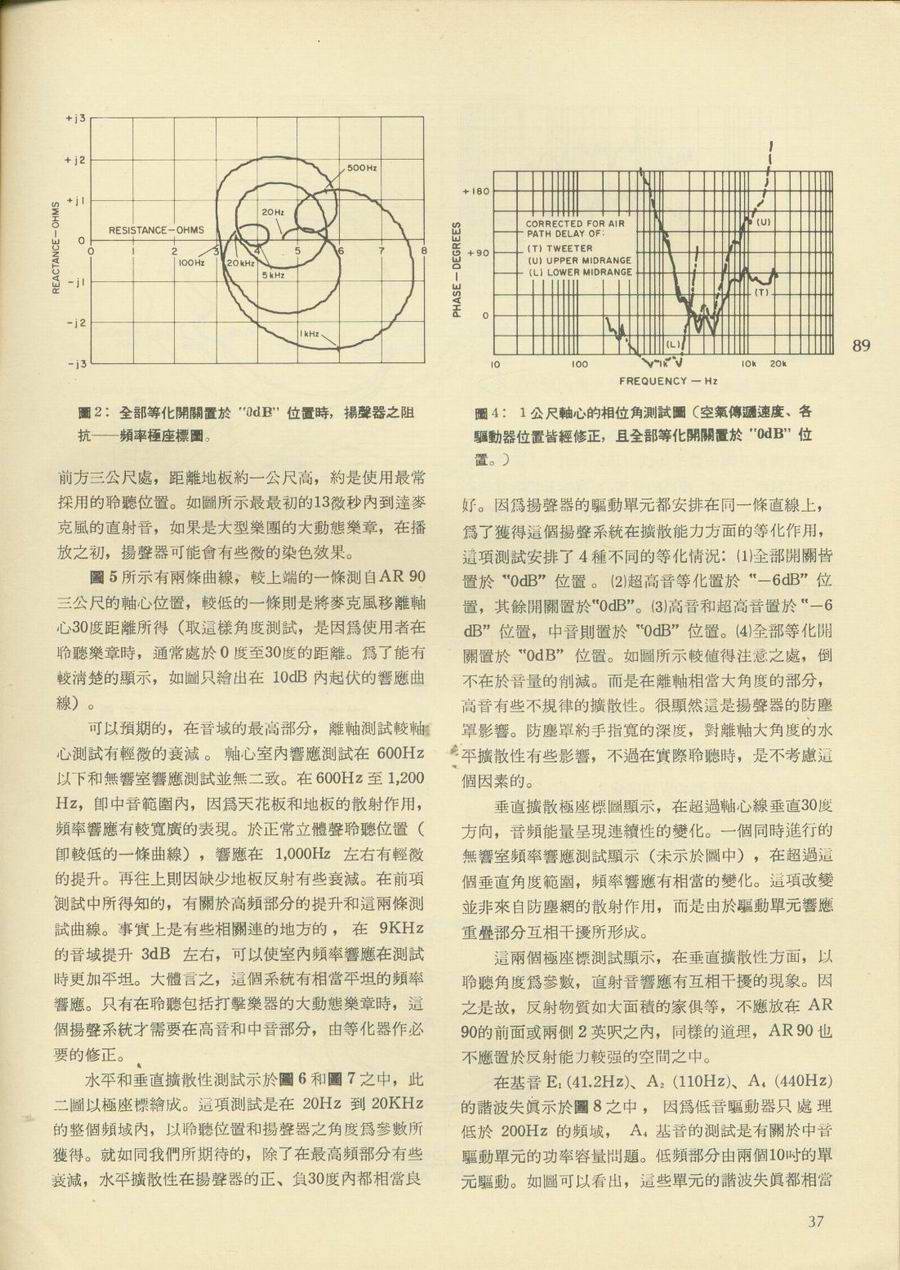 +j3
+j2
+j1
0
-j1
-j2
-j3
REACTANCE—OHMS
RESISTANCE—OHMS
0 1 2 3 4 5 6 7 8
500Hz
20Hz
100Hz
20kHz
5kHz
1kHz
圖2：全部等化開關置於 "0dB" 位置時，揚聲器之阻
抗——頻率極座標圖。
前方三公尺處，距離地板約一公尺高，約是使用最常
採用的聆聽位置。如圖所示最最初的13微秒內到達麥
克風的直射音，如果是大型樂團的大動態樂章，在播
放之初，揚聲器可能會有些微的染色效果。
圖5所示有兩條曲線，較上端的一條測自AR 90
三公尺的軸心位置，較低的一條則是將麥克風移離軸
心30度距離所得（取這樣角度測試，是因爲使用者在
聆聽樂章時，通常處於0度至30度的距離。爲了能有
較清楚的顯示，如圖只繪出在 10dB 內起伏的響應曲
線）。
可以預期的，在音域的最高部分，離軸測試較軸
心測試有輕微的衰減。軸心室內響應測試在 600Hz
以下和無響室響應測試並無二致。在600Hz 至 1,200
Hz，卽中音範圍內，因爲天花板和地板的散射作用，
頻率響應有較寬廣的表現。於正常立體聲聆聽位置（
卽較低的一條曲線），響應在 1,000Hz 左右有輕微
的提升。再往上則因缺少地板反射有些衰減。在前項
測試中所得知的，有關於高頻部分的提升和這兩條測
試曲線。事實上是有些相關連的地方的，在 9KHz
的音域提升 3dB 左右，可以使室內頻率響應在測試
時更加平坦。大體言之，這個系統有相當平坦的頻率
響應。只有在聆聽包括打擊樂器的大動態樂章時，這
個揚聲系統才需要在高音和中音部分，由等化器作必
要的修正。
水平和垂直擴散性測試示於圖6和圖7之中，此
二圖以極座標繪成。這項測試是在 20Hz 到 20KHz
的整個頻域內，以聆聽位置和揚聲器之角度爲參數所
獲得。就如同我們所期待的，除了在最高頻部分有些
衰減，水平擴散性在揚聲器的正、負30度內都相當良
+180
+90
0
PHASE—DEGREES
CORRECTED FOR AIR
PATH DELAY OF:
(T) TWEETER
(U) UPPER MIDRANGE
(L) LOWER MIDRANGE
(U)
(T)
(L)
10 100 1k 10k 20k
FREQUENCY — Hz
89
圖4：1公尺軸心的相位角測試圖（空氣傳遞速度、各
驅動器位置皆經修正，且全部等化開關置於 "0dB" 位
置。）
好。因爲揚聲器的驅動單元都安排在同一條直線上，
爲了獲得這個揚聲系統在擴散能力方面的等化作用，
這項測試安排了4種不同的等化情況：(1)全部開關皆
置於 "0dB" 位置。(2)超高音等化置於 "−6dB" 位
置，其餘開關置於"0dB"。(3)高音和超高音置於 "−6
dB" 位置，中音則置於 "0dB" 位置。(4)全部等化開
關置於 "0dB" 位置。如圖所示較值得注意之處，倒
不在於音量的削減。而是在離軸相當大角度的部分，
高音有些不規律的擴散性。很顯然這是揚聲器的防塵
罩影響。防塵罩約手指寬的深度，對離軸大角度的水
平擴散性有些影響，不過在實際聆聽時，是不考慮這
個因素的。
垂直擴散極座標圖顯示，在超過軸心線垂直30度
方向，音頻能量呈現連續性的變化。一個同時進行的
無響室頻率響應測試顯示（未示於圖中），在超過這
個垂直角度範圍，頻率響應有相當的變化。這項改變
並非來自防塵網的散射作用，而是由於驅動單元響應
重疊部分互相干擾所形成。
這兩個極座標測試顯示，在垂直擴散性方面，以
聆聽角度爲參數，直射音響應有互相干擾的現象。因
之是故，反射物質如大面積的家俱等，不應放在 AR
90的前面或兩側2英呎之內，同樣的道理，AR 90 也
不應置於反射能力較强的空間之中。
在基音 E₁ (41.2Hz)、A₂ (110Hz)、A₄ (440Hz)
的諧波失眞示於圖8之中，因爲低音驅動器只處理
低於 200Hz 的頻域，A₄ 基音的測試是有關於中音
驅動單元的功率容量問題。低頻部分由兩個10吋的單
元驅動。如圖可以看出，這些單元的諧波失眞都相當
37